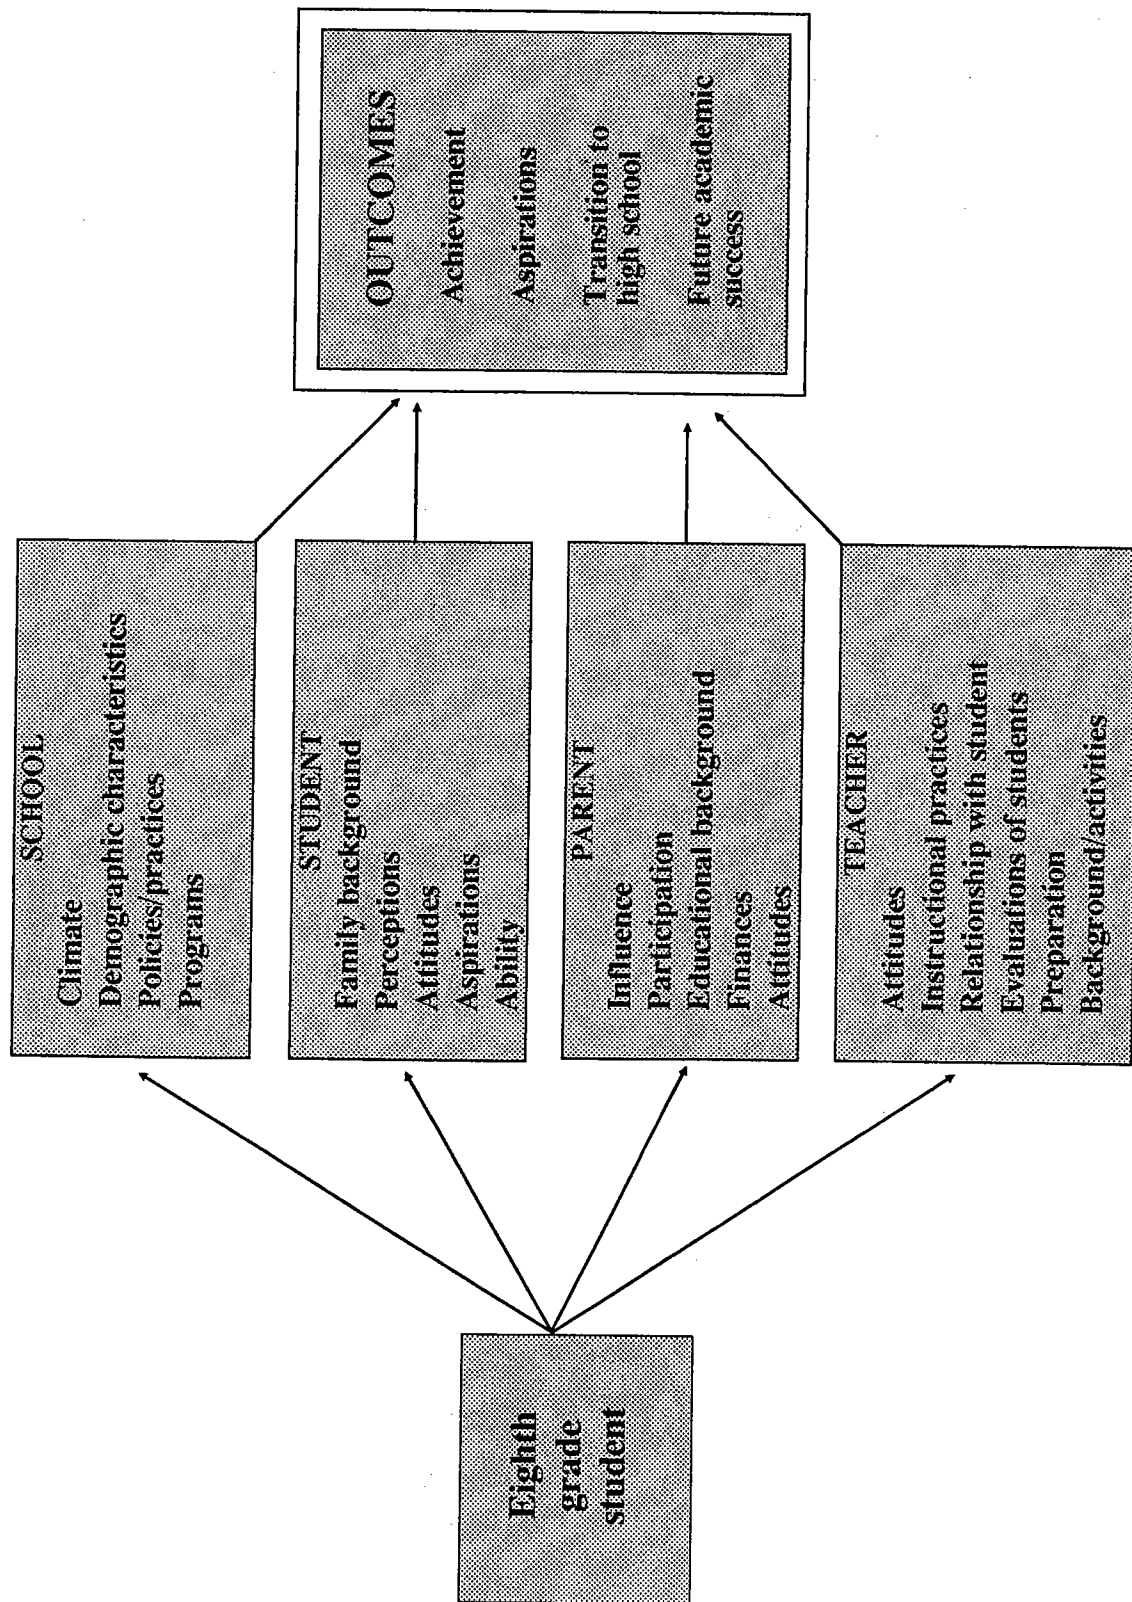 Eighth
grade
student
SCHOOL
Climate
Demographic characteristics
Policies/practices
Programs
STUDENT
Family background
Perceptions
Attitudes
Aspirations
Ability
PARENT
Influence
Participation
Educational background
Finances
Attitudes
TEACHER
Attitudes
Instructional practices
Relationship with student
Evaluations of students
Preparation
Background/activities
OUTCOMES
Achievement
Aspirations
Transition to
high school
Future academic
success